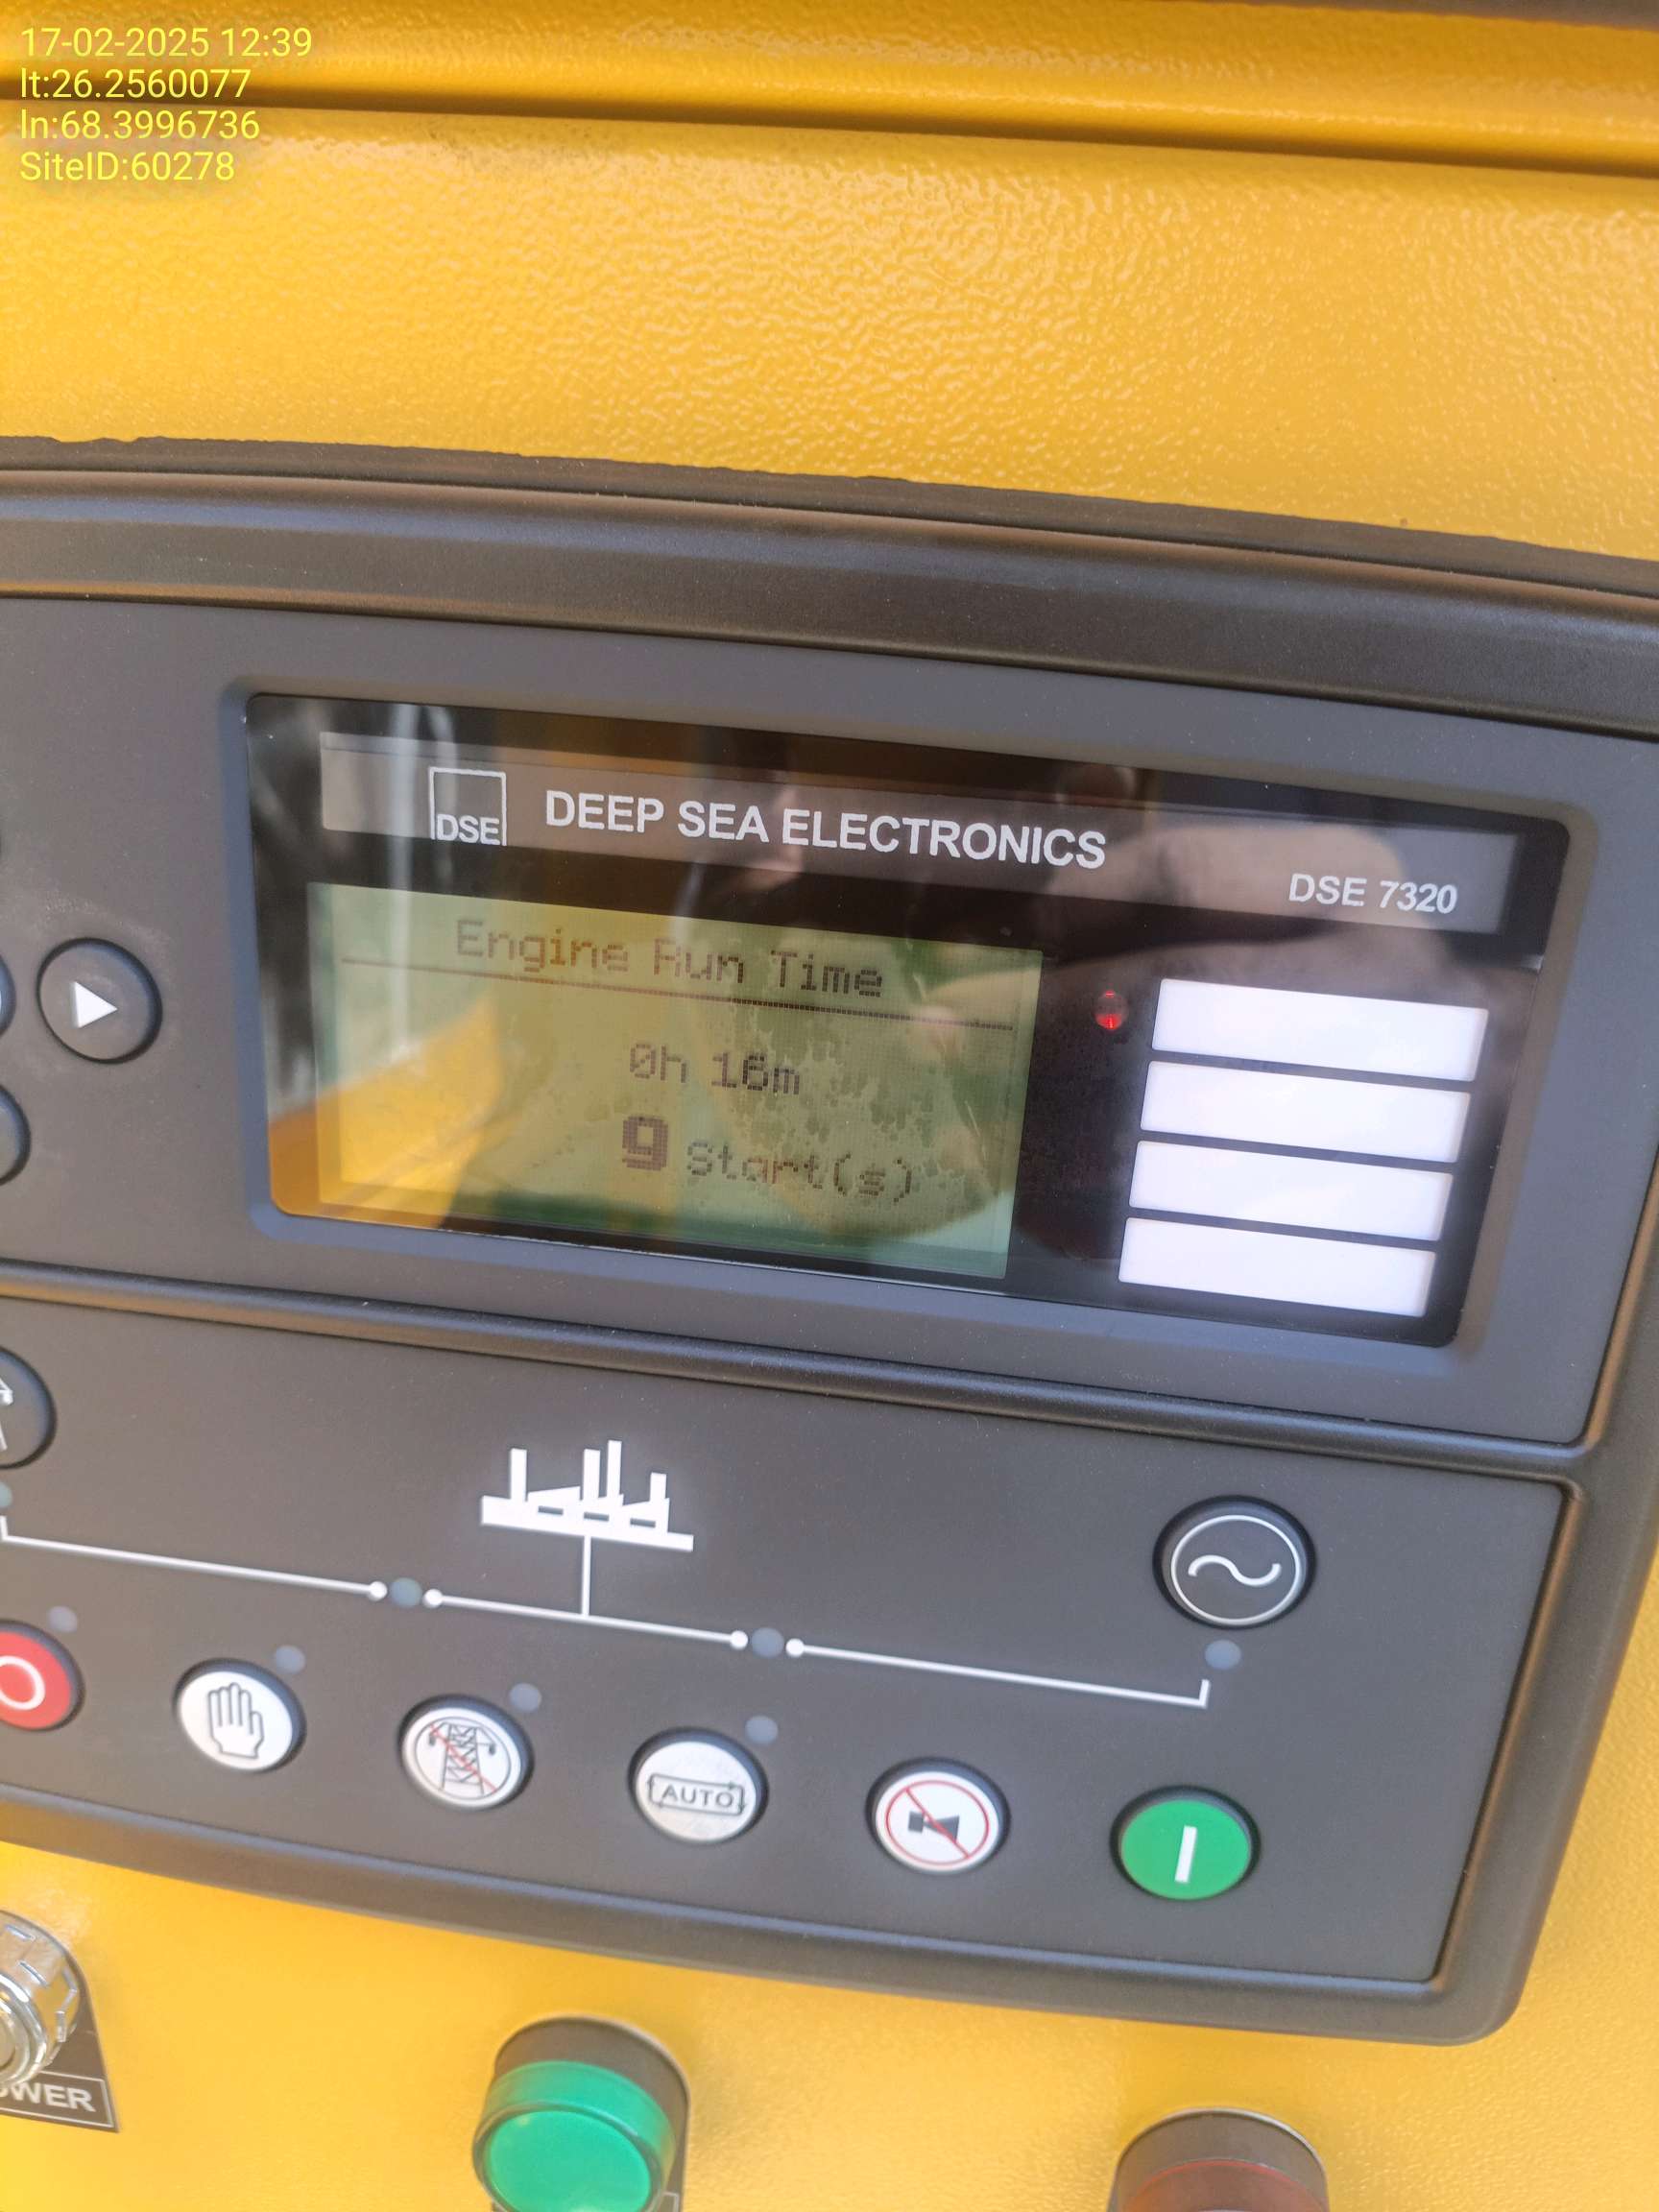 17-02-2025 12:39
lt:26.2560077
ln:68.3996736
SiteID:60278
DSE
DEEP SEA ELECTRONICS
DSE 7320
Engine Run Time
0h 16m
9 Start(s)
AUTO